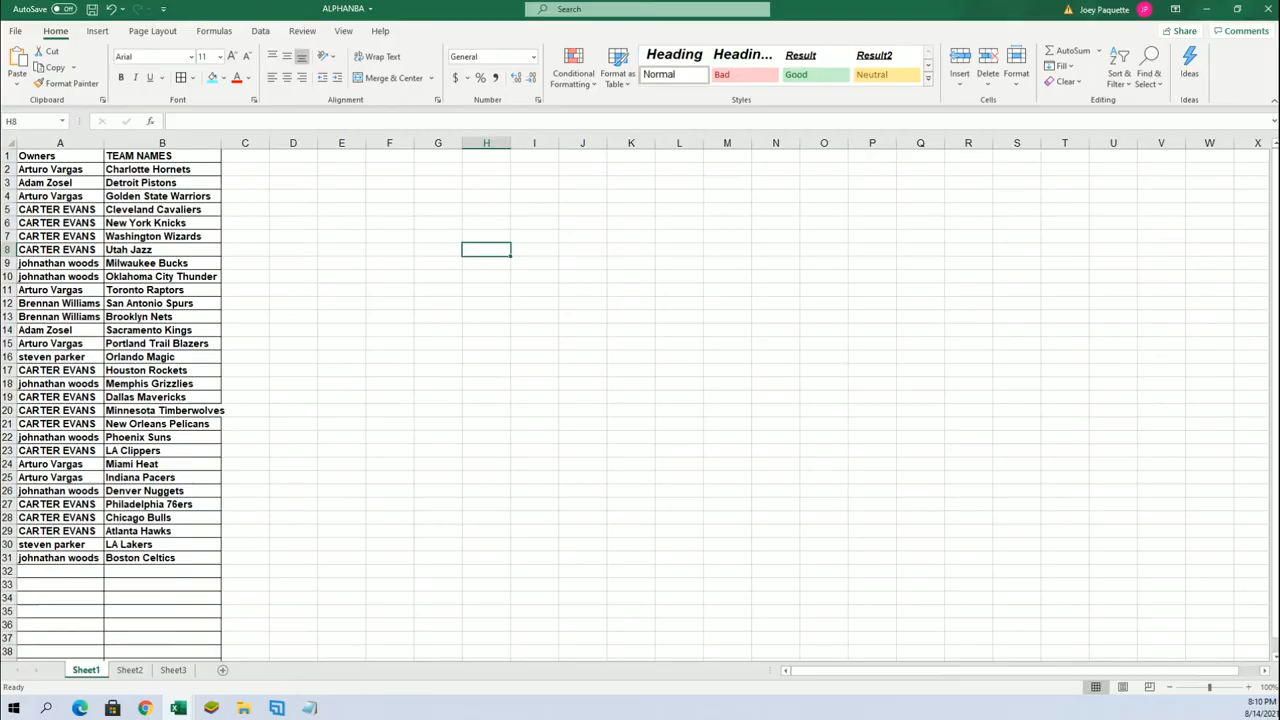 AutoSave Off ALPHANBA Search Joey Paquette JP
File Home Insert Page Layout Formulas Data Review View Help Share Comments
Paste Cut Copy Format Painter Clipboard
Arial 11 A A B I U A Font
ab Wrap Text Merge & Center Alignment
General $ % Number
Conditional Formatting Format as Table
Heading Headin... Result Result2
Normal Bad Good Neutral
Styles
Insert Delete Format Cells
AutoSum Fill Clear Sort & Filter Find & Select Editing
Ideas Ideas
H8 fx
A B C D E F G H I J K L M N O P Q R S T U V W X
1 Owners TEAM NAMES
2 Arturo Vargas Charlotte Hornets
3 Adam Zosel Detroit Pistons
4 Arturo Vargas Golden State Warriors
5 CARTER EVANS Cleveland Cavaliers
6 CARTER EVANS New York Knicks
7 CARTER EVANS Washington Wizards
8 CARTER EVANS Utah Jazz
9 johnathan woods Milwaukee Bucks
10 johnathan woods Oklahoma City Thunder
11 Arturo Vargas Toronto Raptors
12 Brennan Williams San Antonio Spurs
13 Brennan Williams Brooklyn Nets
14 Adam Zosel Sacramento Kings
15 Arturo Vargas Portland Trail Blazers
16 steven parker Orlando Magic
17 CARTER EVANS Houston Rockets
18 johnathan woods Memphis Grizzlies
19 CARTER EVANS Dallas Mavericks
20 CARTER EVANS Minnesota Timberwolves
21 CARTER EVANS New Orleans Pelicans
22 johnathan woods Phoenix Suns
23 CARTER EVANS LA Clippers
24 Arturo Vargas Miami Heat
25 Arturo Vargas Indiana Pacers
26 johnathan woods Denver Nuggets
27 CARTER EVANS Philadelphia 76ers
28 CARTER EVANS Chicago Bulls
29 CARTER EVANS Atlanta Hawks
30 steven parker LA Lakers
31 johnathan woods Boston Celtics
32
33
34
35
36
37
38
Sheet1 Sheet2 Sheet3
Ready 100%
8:10 PM
8/14/202